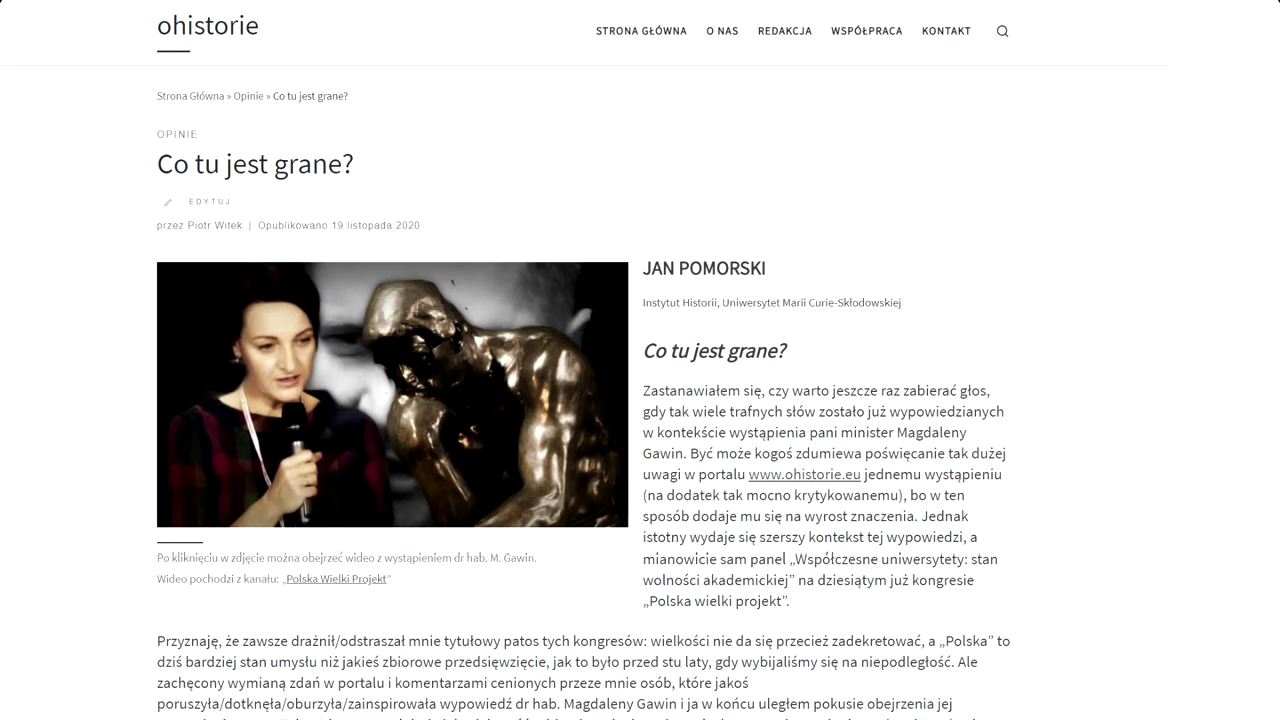 ohistorie
STRONA GŁÓWNA O NAS REDAKCJA WSPÓŁPRACA KONTAKT
Strona Główna » Opinie » Co tu jest grane?
OPINIE
Co tu jest grane?
EDYTUJ
przez Piotr Witek | Opublikowano 19 listopada 2020
JAN POMORSKI
Instytut Historii, Uniwersytet Marii Curie-Skłodowskiej
Co tu jest grane?
Zastanawiałem się, czy warto jeszcze raz zabierać głos,
gdy tak wiele trafnych słów zostało już wypowiedzianych
w kontekście wystąpienia pani minister Magdaleny
Gawin. Być może kogoś zdumiewa poświęcanie tak dużej
uwagi w portalu www.ohistorie.eu jednemu wystąpieniu
(na dodatek tak mocno krytykowanemu), bo w ten
sposób dodaje mu się na wyrost znaczenia. Jednak
istotny wydaje się szerszy kontekst tej wypowiedzi, a
mianowicie sam panel „Współczesne uniwersytety: stan
wolności akademickiej” na dziesiątym już kongresie
„Polska wielki projekt”.
Po kliknięciu w zdjęcie można obejrzeć wideo z wystąpieniem dr hab. M. Gawin.
Wideo pochodzi z kanału: „Polska Wielki Projekt”
Przyznaję, że zawsze drażnił/odstraszał mnie tytułowy patos tych kongresów: wielkości nie da się przecież zadekretować, a „Polska” to
dziś bardziej stan umysłu niż jakieś zbiorowe przedsięwzięcie, jak to było przed stu laty, gdy wybijaliśmy się na niepodległość. Ale
zachęcony wymianą zdań w portalu i komentarzami cenionych przeze mnie osób, które jakoś
poruszyła/dotknęła/oburzyła/zainspirowała wypowiedź dr hab. Magdaleny Gawin i ja w końcu uległem pokusie obejrzenia jej